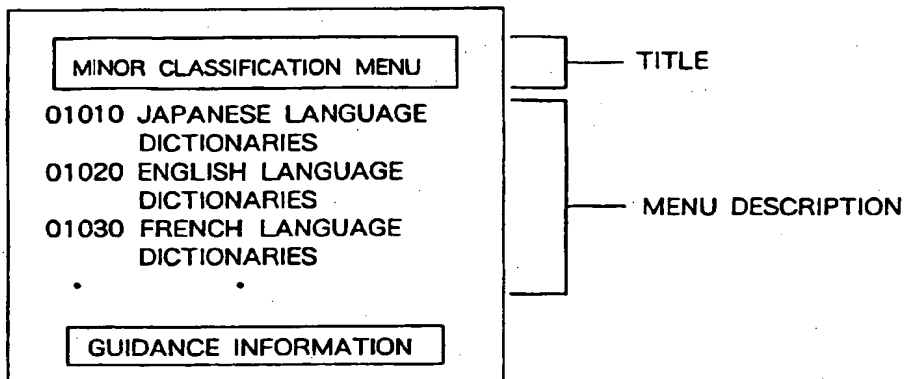 MINOR CLASSIFICATION MENU
TITLE
01010 JAPANESE LANGUAGE
DICTIONARIES
01020 ENGLISH LANGUAGE
DICTIONARIES
MENU DESCRIPTION
01030 FRENCH LANGUAGE
DICTIONARIES
• •
GUIDANCE INFORMATION